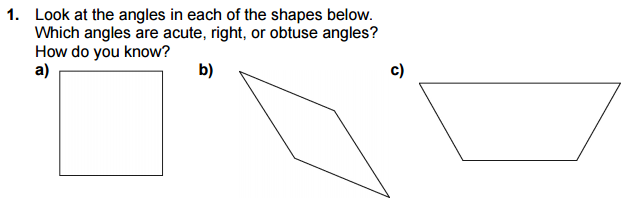 1. Look at the angles in each of the shapes below.
Which angles are acute, right, or obtuse angles?
How do you know?
a) b) c)